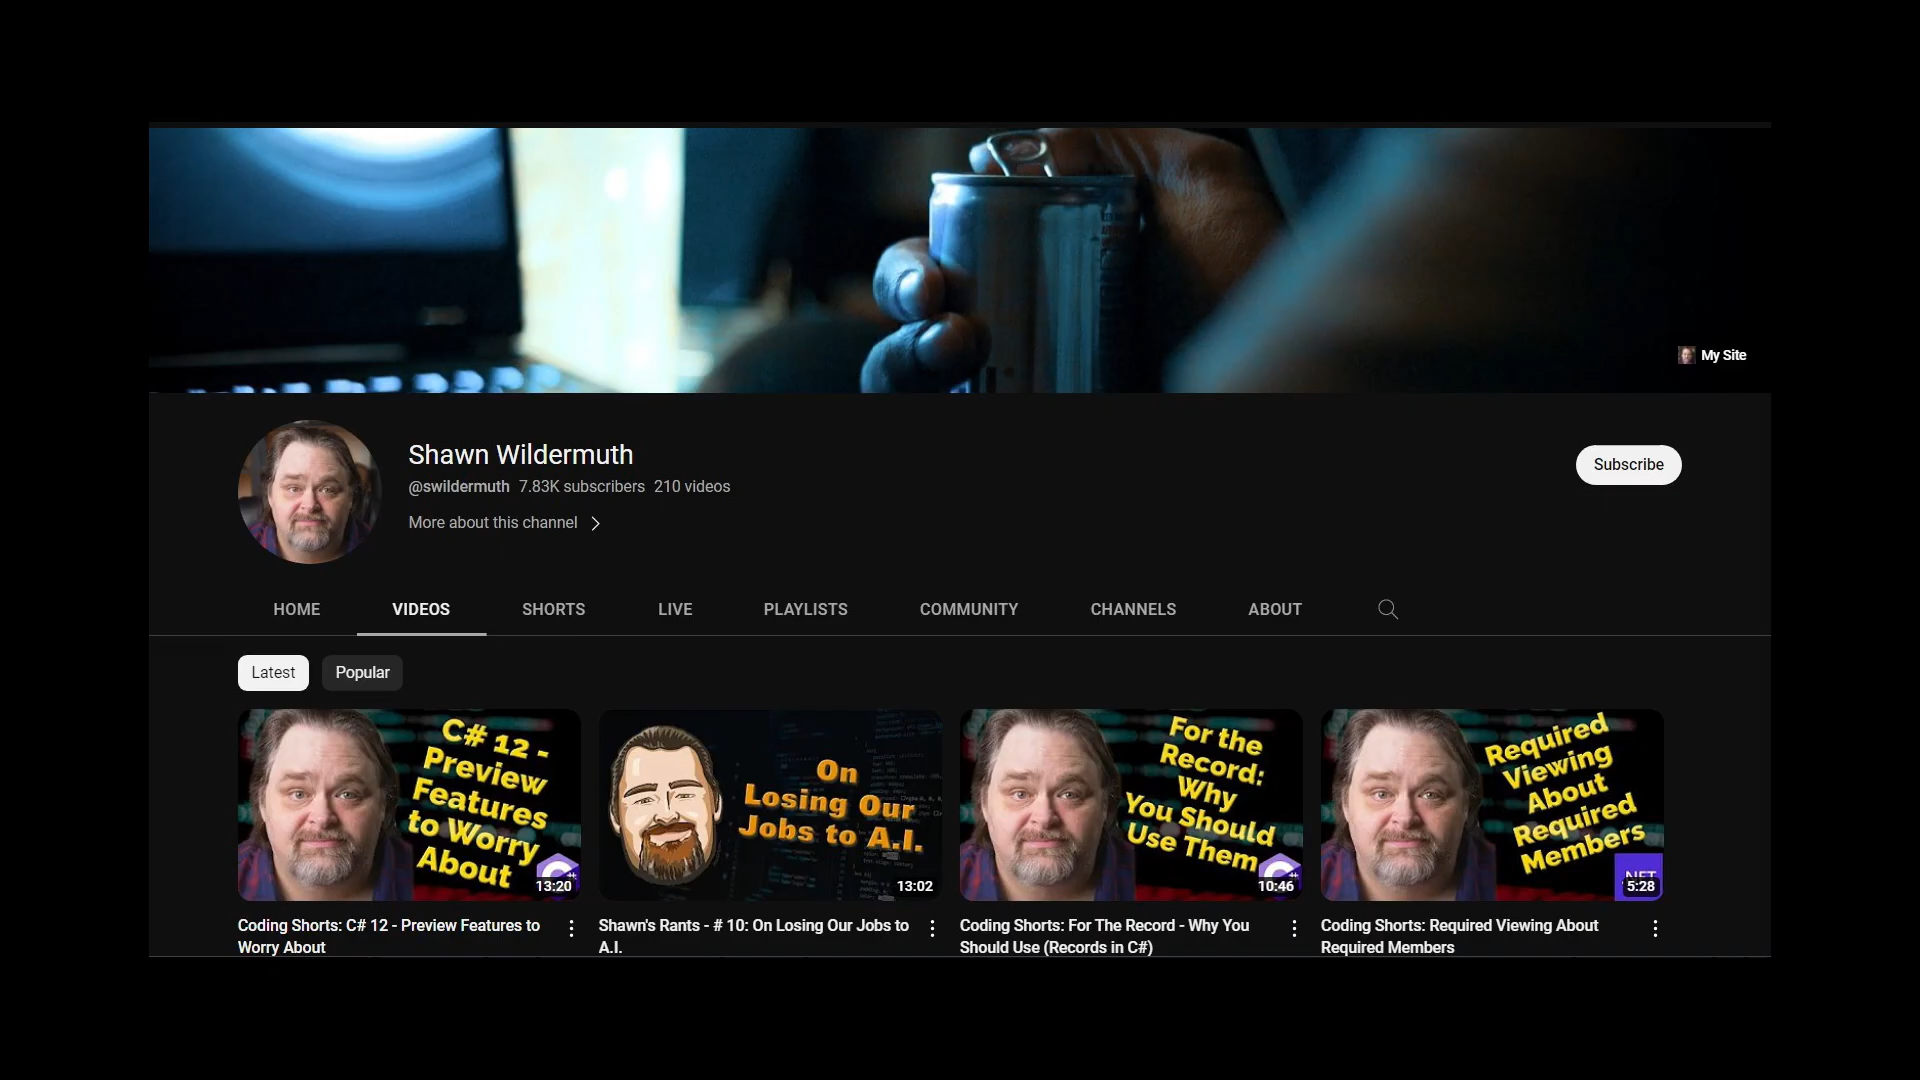 My Site
Shawn Wildermuth
@swildermuth 7.83K subscribers 210 videos
More about this channel
Subscribe
HOME VIDEOS SHORTS LIVE PLAYLISTS COMMUNITY CHANNELS ABOUT
Latest Popular
C# 12 -
Preview
Features
to Worry
About
13:20
On
Losing Our
Jobs to A.I.
13:02
For the
Record:
Why
You Should
Use Them
10:46
Required
Viewing
About
Required
Members
.NET
5:28
Coding Shorts: C# 12 - Preview Features to
Worry About
Shawn's Rants - # 10: On Losing Our Jobs to
A.I.
Coding Shorts: For The Record - Why You
Should Use (Records in C#)
Coding Shorts: Required Viewing About
Required Members